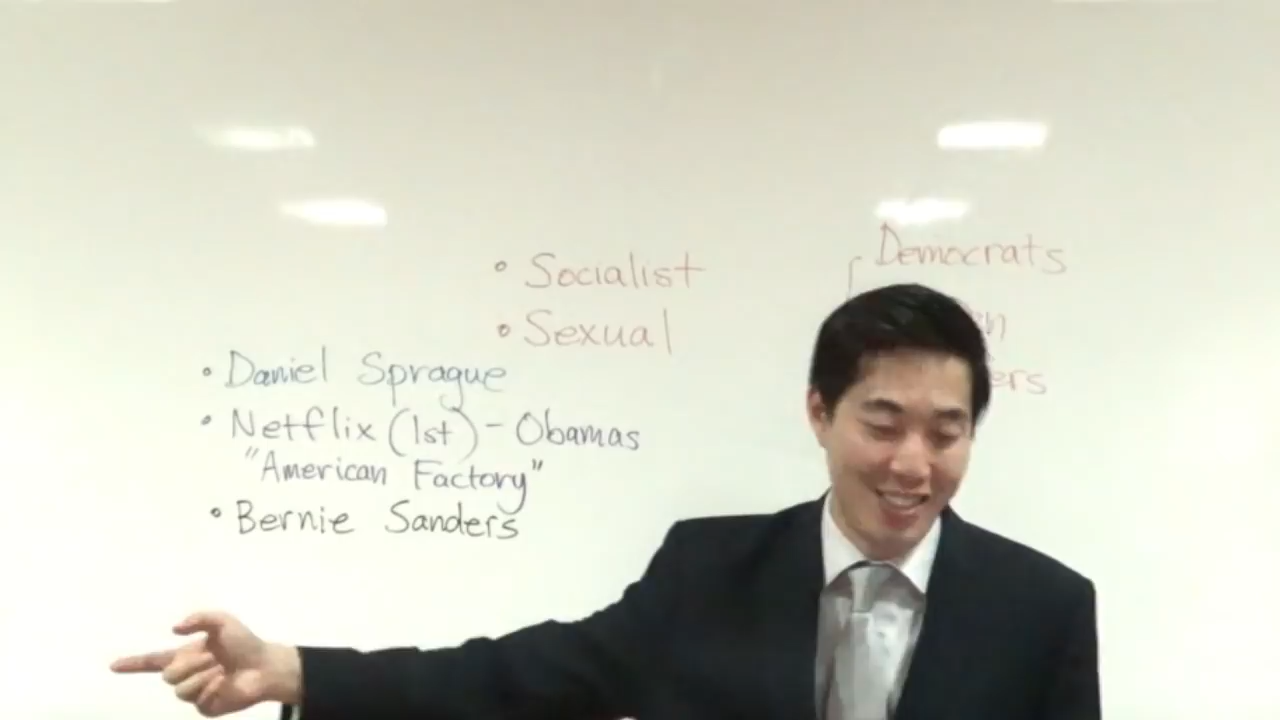 • Socialist
• Sexual
• Daniel Sprague
• Netflix (1st) - Obamas
"American Factory"
• Bernie Sanders
Democrats